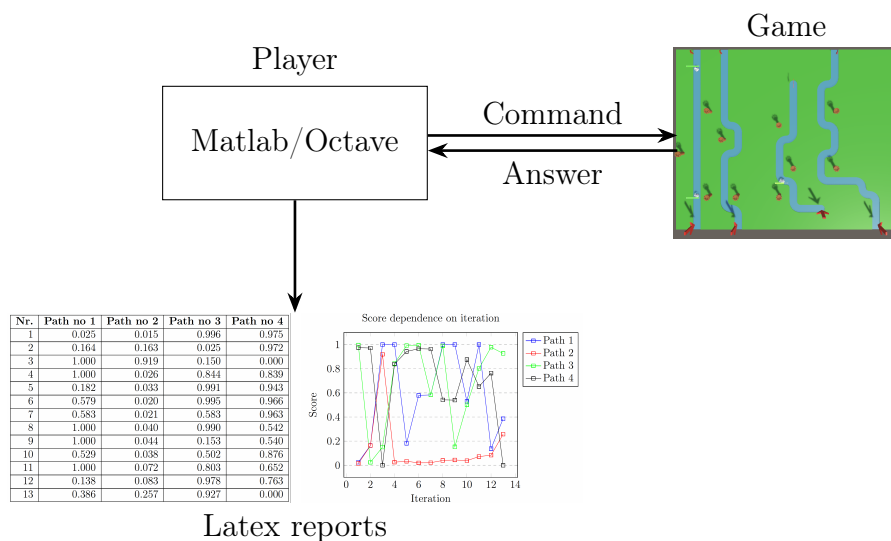 Game
Player
Matlab/Octave
Command
Answer
Nr. Path no 1 Path no 2 Path no 3 Path no 4
1 0.025 0.015 0.996 0.975
2 0.164 0.163 0.025 0.972
3 1.000 0.919 0.150 0.000
4 1.000 0.026 0.844 0.839
5 0.182 0.033 0.991 0.943
6 0.579 0.020 0.995 0.966
7 0.583 0.021 0.583 0.963
8 1.000 0.040 0.990 0.542
9 1.000 0.044 0.153 0.540
10 0.529 0.038 0.502 0.876
11 1.000 0.072 0.803 0.652
12 0.138 0.083 0.978 0.763
13 0.386 0.257 0.927 0.000
Score dependence on iteration
Path 1
Path 2
Path 3
Path 4
1
0.8
0.6
0.4
0.2
0
Score
0 2 4 6 8 10 12 14
Iteration
Latex reports